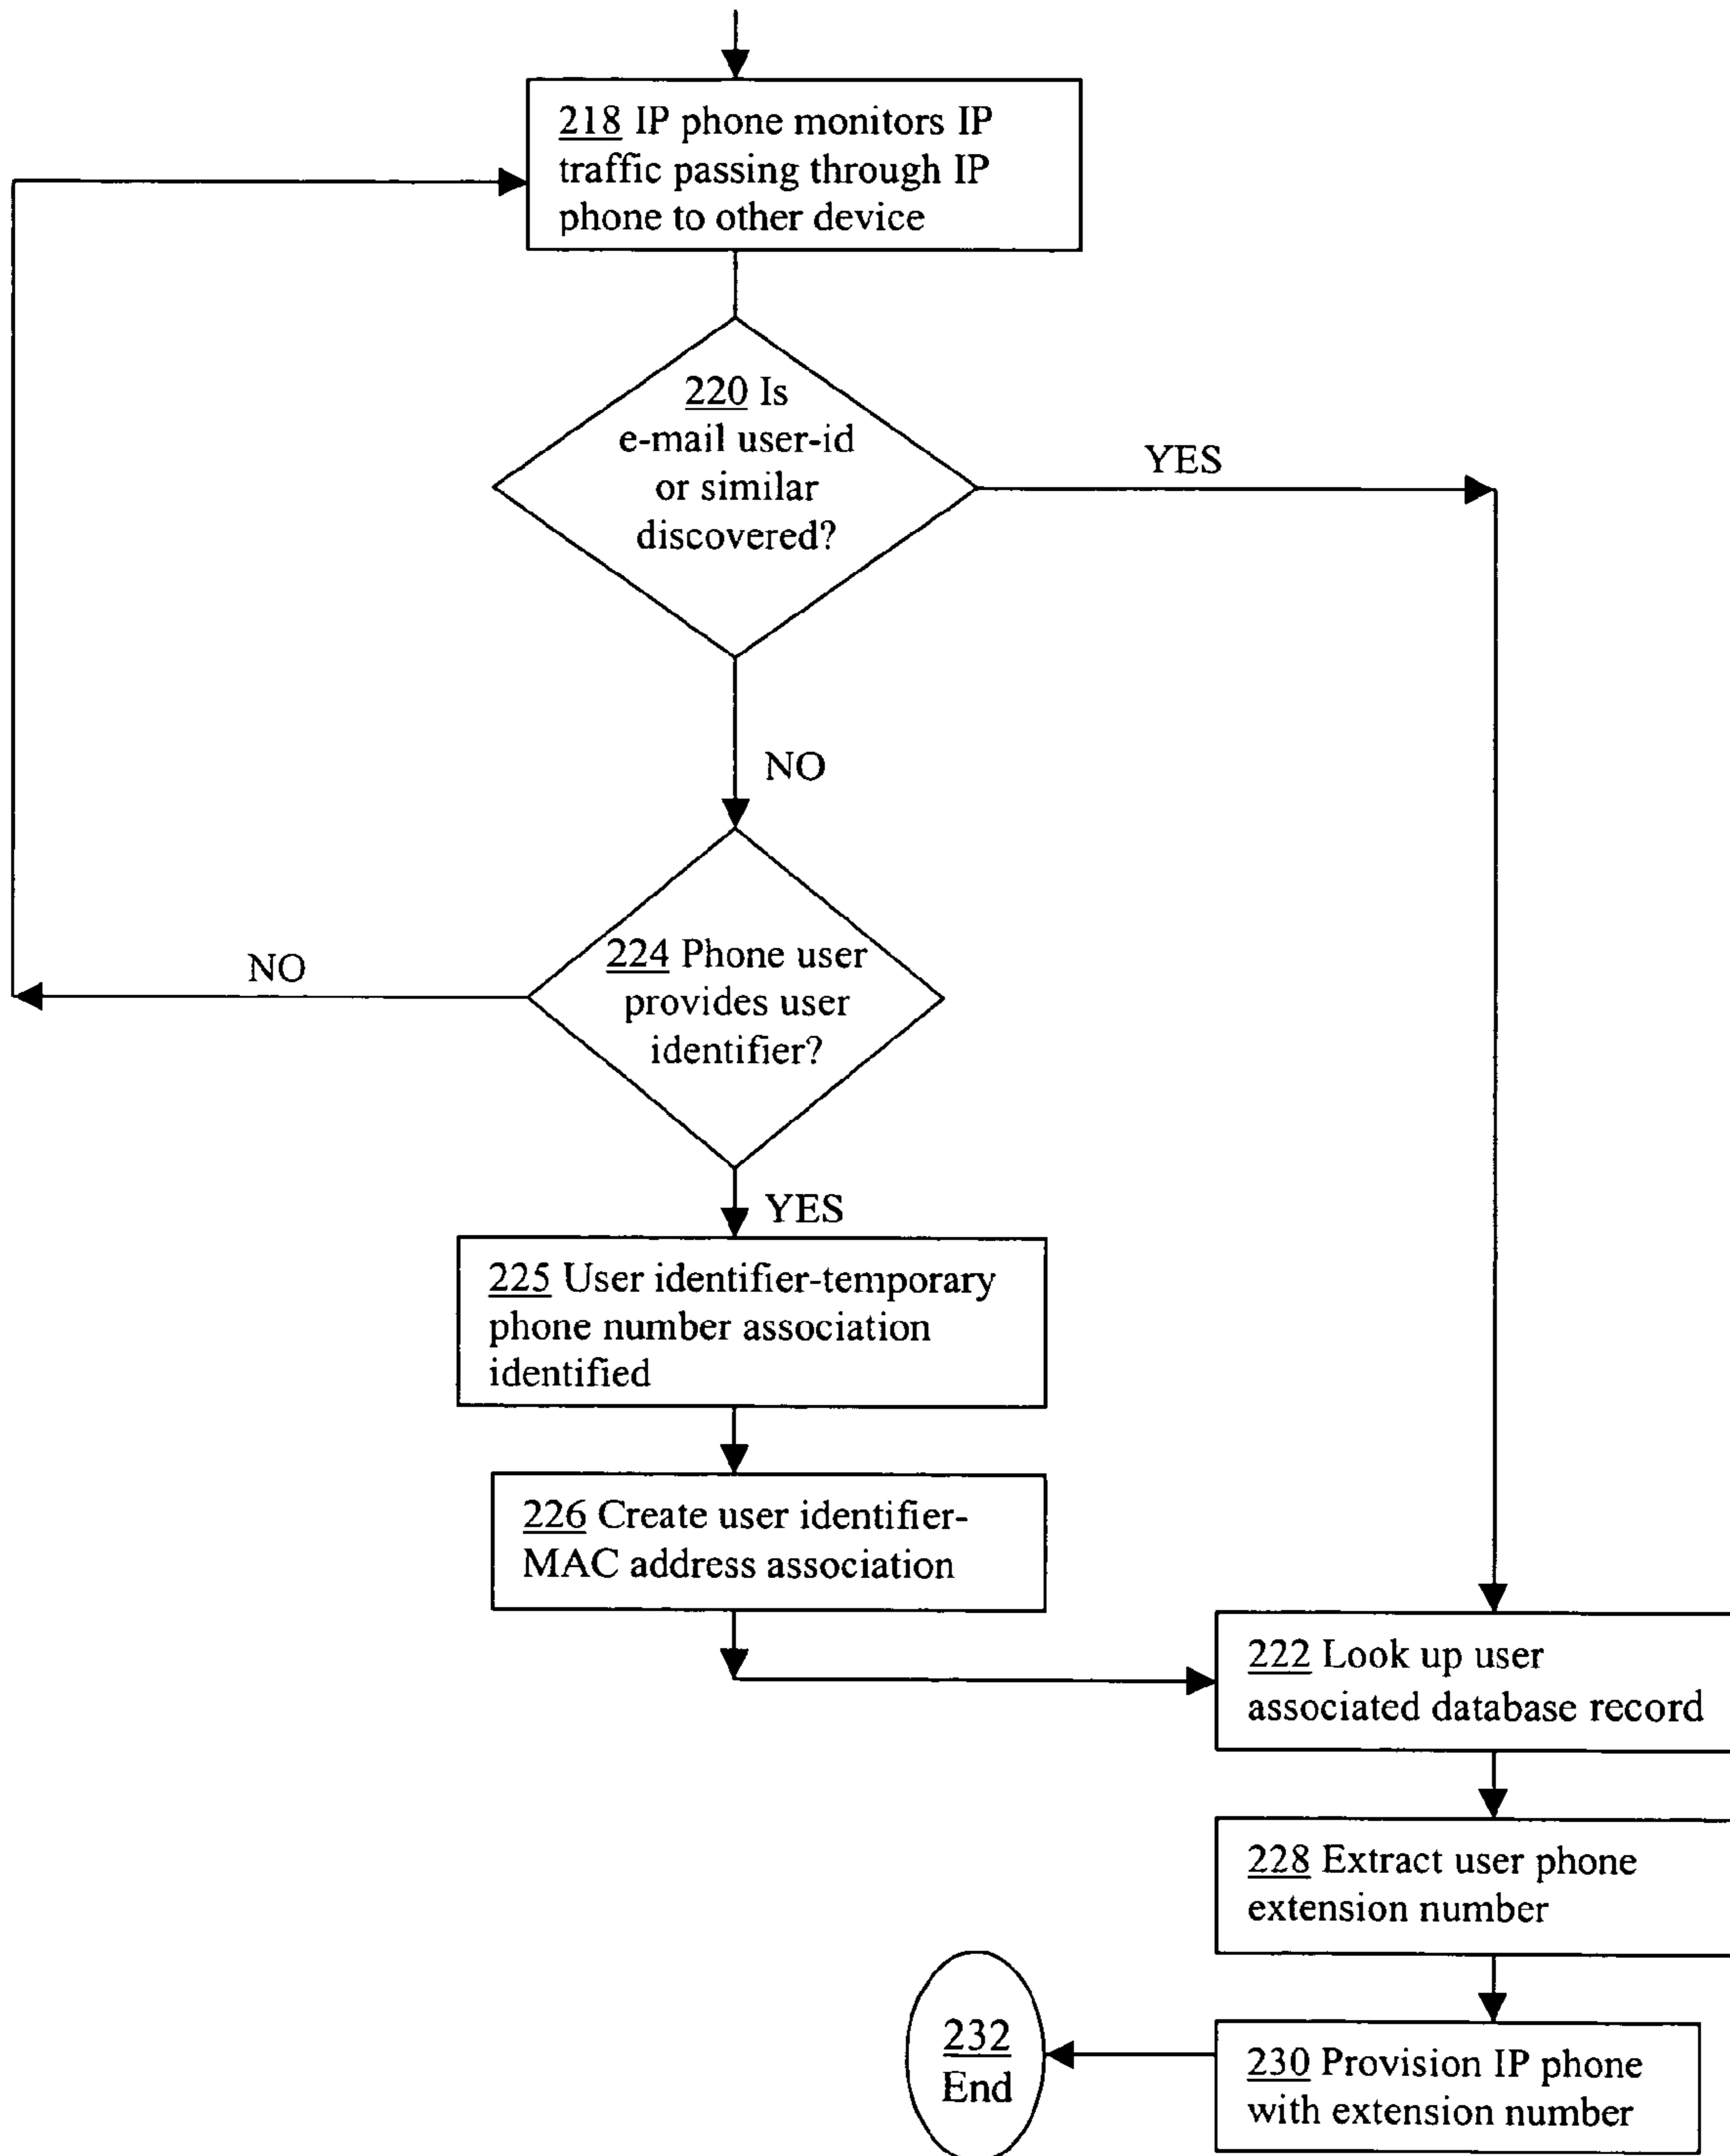 218 IP phone monitors IP
traffic passing through IP
phone to other device
220 Is
e-mail user-id
or similar
discovered?
YES
NO
224 Phone user
provides user
identifier?
NO
YES
225 User identifier-temporary
phone number association
identified
226 Create user identifier-
MAC address association
222 Look up user
associated database record
228 Extract user phone
extension number
230 Provision IP phone
with extension number
232
End